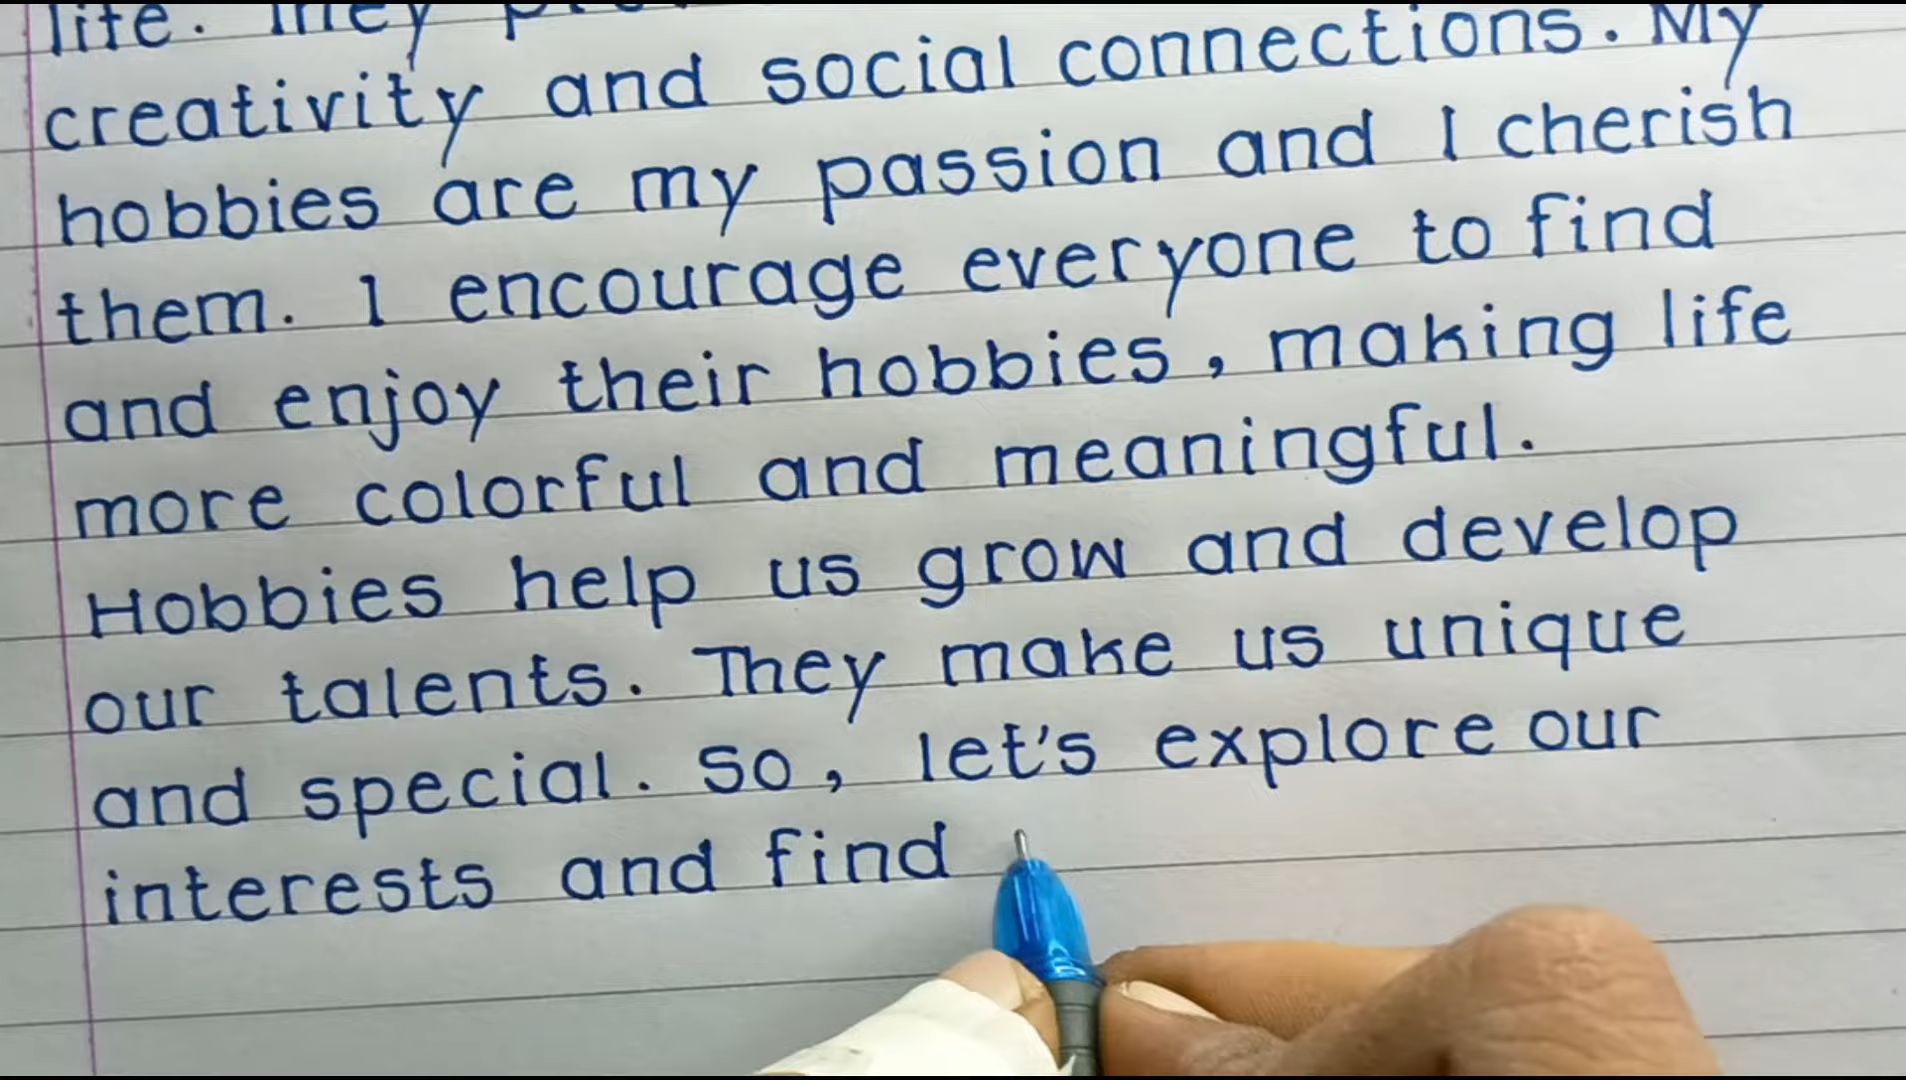 life. They
creativity and social connections. My
hobbies are my passion and I cherish
them. I encourage everyone to find
and enjoy their hobbies, making life
more colorful and meaningful.
Hobbies help us grow and develop
our talents. They make us unique
and special. So, let's explore our
interests and find